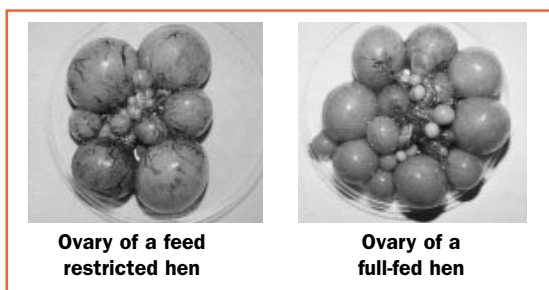 Ovary of a feed
restricted hen
Ovary of a
full-fed hen